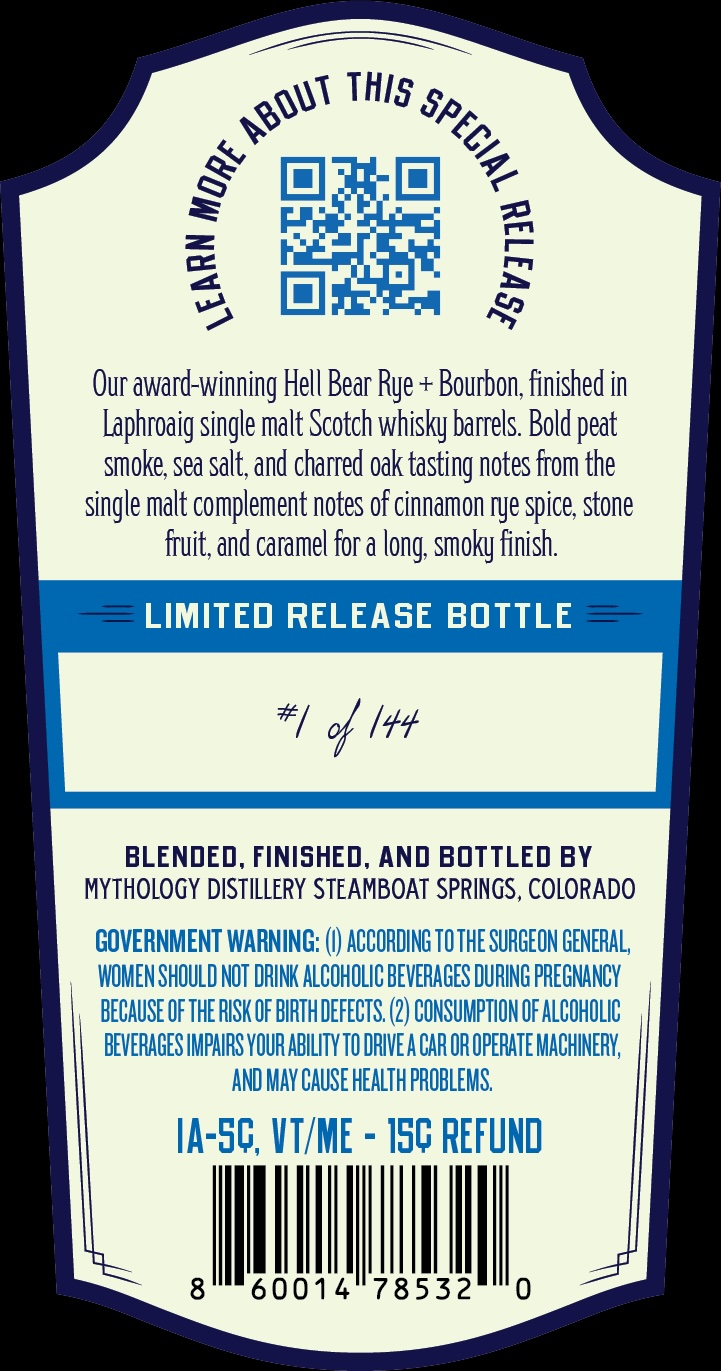 LEARN MORE ABOUT THIS SPECIAL RELEASE
Our award-winning Hell Bear Rye + Bourbon, finished in
Laphroaig single malt Scotch whisky barrels. Bold peat
smoke, sea salt, and charred oak tasting notes from the
single malt complement notes of cinnamon rye spice, stone
fruit, and caramel for a long, smoky finish.
LIMITED RELEASE BOTTLE
#1 of 144
BLENDED, FINISHED, AND BOTTLED BY
MYTHOLOGY DISTILLERY STEAMBOAT SPRINGS, COLORADO
GOVERNMENT WARNING: (1) ACCORDING TO THE SURGEON GENERAL,
WOMEN SHOULD NOT DRINK ALCOHOLIC BEVERAGES DURING PREGNANCY
BECAUSE OF THE RISK OF BIRTH DEFECTS. (2) CONSUMPTION OF ALCOHOLIC
BEVERAGES IMPAIRS YOUR ABILITY TO DRIVE A CAR OR OPERATE MACHINERY,
AND MAY CAUSE HEALTH PROBLEMS.
IA-5¢, VT/ME - 15¢ REFUND
8 60014 78532 0